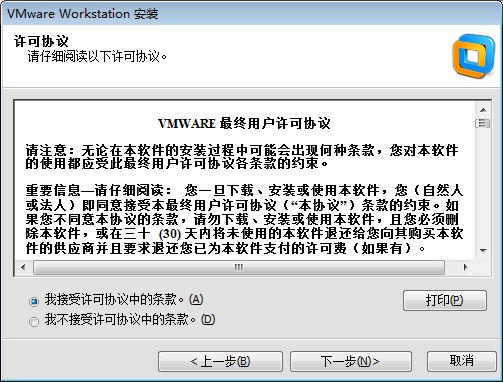 VMware Workstation 安装
许可协议
请仔细阅读以下许可协议。
VMWARE 最终用户许可协议
请注意：无论在本软件的安装过程中可能会出现何种条款，您对本软件
的使用都应受此最终用户许可协议各条款的约束。
重要信息—请仔细阅读： 您一旦下载、安装或使用本软件，您（自然人
或法人）即同意接受本最终用户许可协议（“本协议”）条款的约束。如
果您不同意本协议的条款，请勿下载、安装或使用本软件，且您必须删
除本软件，或在三十 (30) 天内将未使用的本软件退还给您向其购买本软
件的供应商并且要求退还您已为本软件支付的许可费（如果有）。
我接受许可协议中的条款。(A)
打印(P)
我不接受许可协议中的条款。(D)
< 上一步(B)
下一步(N)>
取消